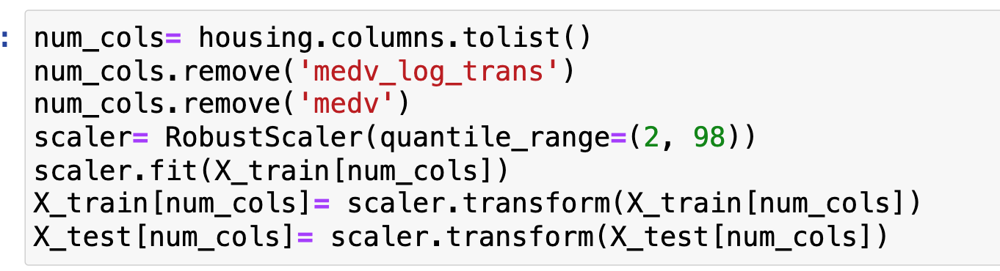 : num_cols= housing.columns.tolist()
num_cols.remove('medv_log_trans')
num_cols.remove('medv')
scaler= RobustScaler(quantile_range=(2, 98))
scaler.fit(X_train[num_cols])
X_train[num_cols]= scaler.transform(X_train[num_cols])
X_test[num_cols]= scaler.transform(X_test[num_cols])